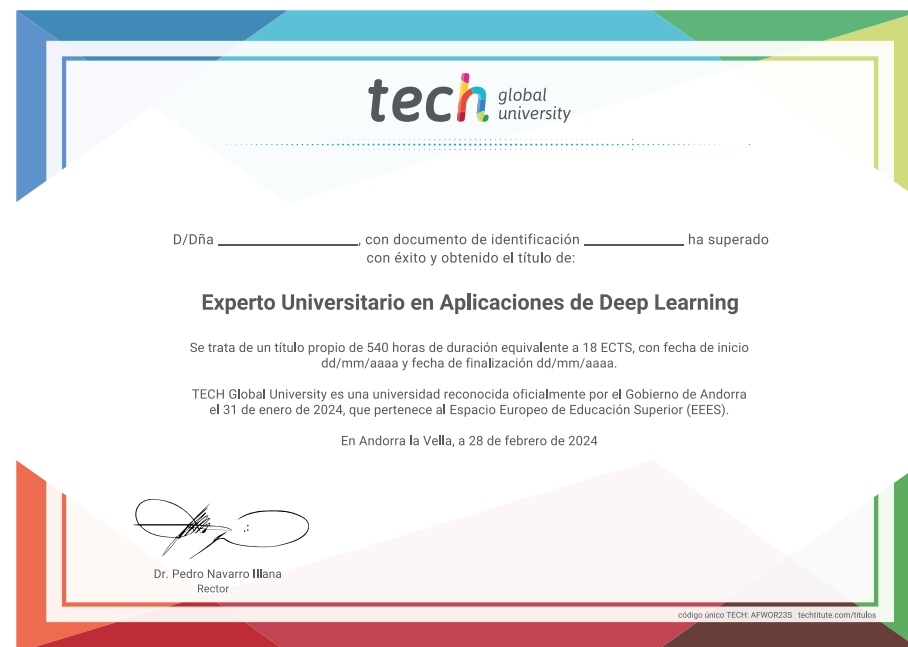 tech global university
D/Dña ____________________, con documento de identificación ______________ ha superado
con éxito y obtenido el título de:
Experto Universitario en Aplicaciones de Deep Learning
Se trata de un título propio de 540 horas de duración equivalente a 18 ECTS, con fecha de inicio
dd/mm/aaaa y fecha de finalización dd/mm/aaaa.
TECH Global University es una universidad reconocida oficialmente por el Gobierno de Andorra
el 31 de enero de 2024, que pertenece al Espacio Europeo de Educación Superior (EEES).
En Andorra la Vella, a 28 de febrero de 2024
Dr. Pedro Navarro Illana
Rector
código único TECH: AFWOR23S techtitute.com/titulos